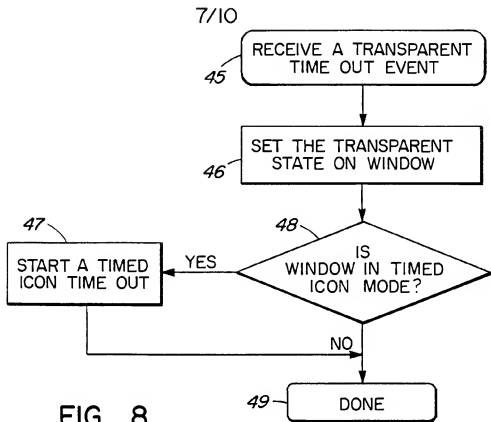 7/10
RECEIVE A TRANSPARENT
TIME OUT EVENT
45
SET THE TRANSPARENT
STATE ON WINDOW
46
48
IS
WINDOW IN TIMED
ICON MODE?
YES
47
START A TIMED
ICON TIME OUT
NO
49
DONE
FIG. 8